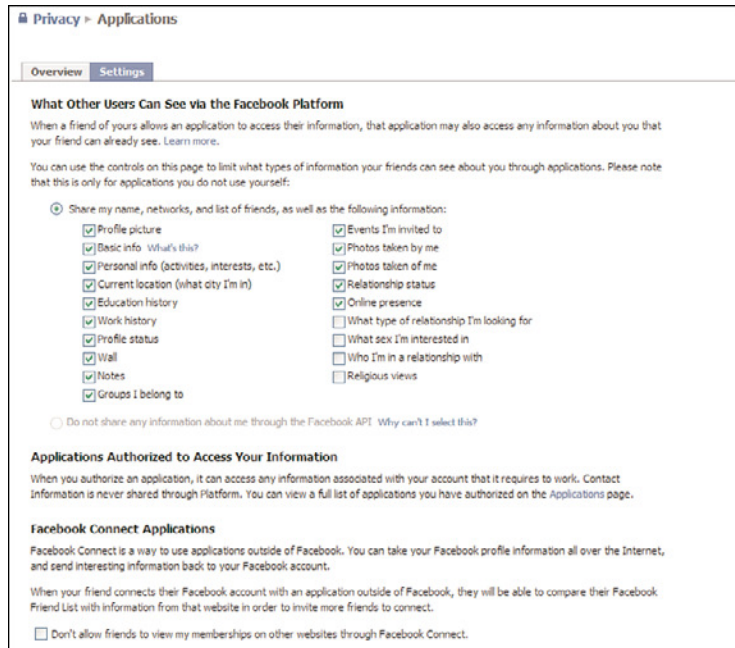 Privacy ▸ Applications
Overview Settings
What Other Users Can See via the Facebook Platform
When a friend of yours allows an application to access their information, that application may also access any information about you that
your friend can already see. Learn more.
You can use the controls on this page to limit what types of information your friends can see about you through applications. Please note
that this is only for applications you do not use yourself:
Share my name, networks, and list of friends, as well as the following information:
Profile picture
Basic info What's this?
Personal info (activities, interests, etc.)
Current location (what city I'm in)
Education history
Work history
Profile status
Wall
Notes
Groups I belong to
Events I'm invited to
Photos taken by me
Photos taken of me
Relationship status
Online presence
What type of relationship I'm looking for
What sex I'm interested in
Who I'm in a relationship with
Religious views
Do not share any information about me through the Facebook API Why can't I select this?
Applications Authorized to Access Your Information
When you authorize an application, it can access any information associated with your account that it requires to work. Contact
Information is never shared through Platform. You can view a full list of applications you have authorized on the Applications page.
Facebook Connect Applications
Facebook Connect is a way to use applications outside of Facebook. You can take your Facebook profile information all over the Internet,
and send interesting information back to your Facebook account.
When your friend connects their Facebook account with an application outside of Facebook, they will be able to compare their Facebook
Friend List with information from that website in order to invite more friends to connect.
Don't allow friends to view my memberships on other websites through Facebook Connect.